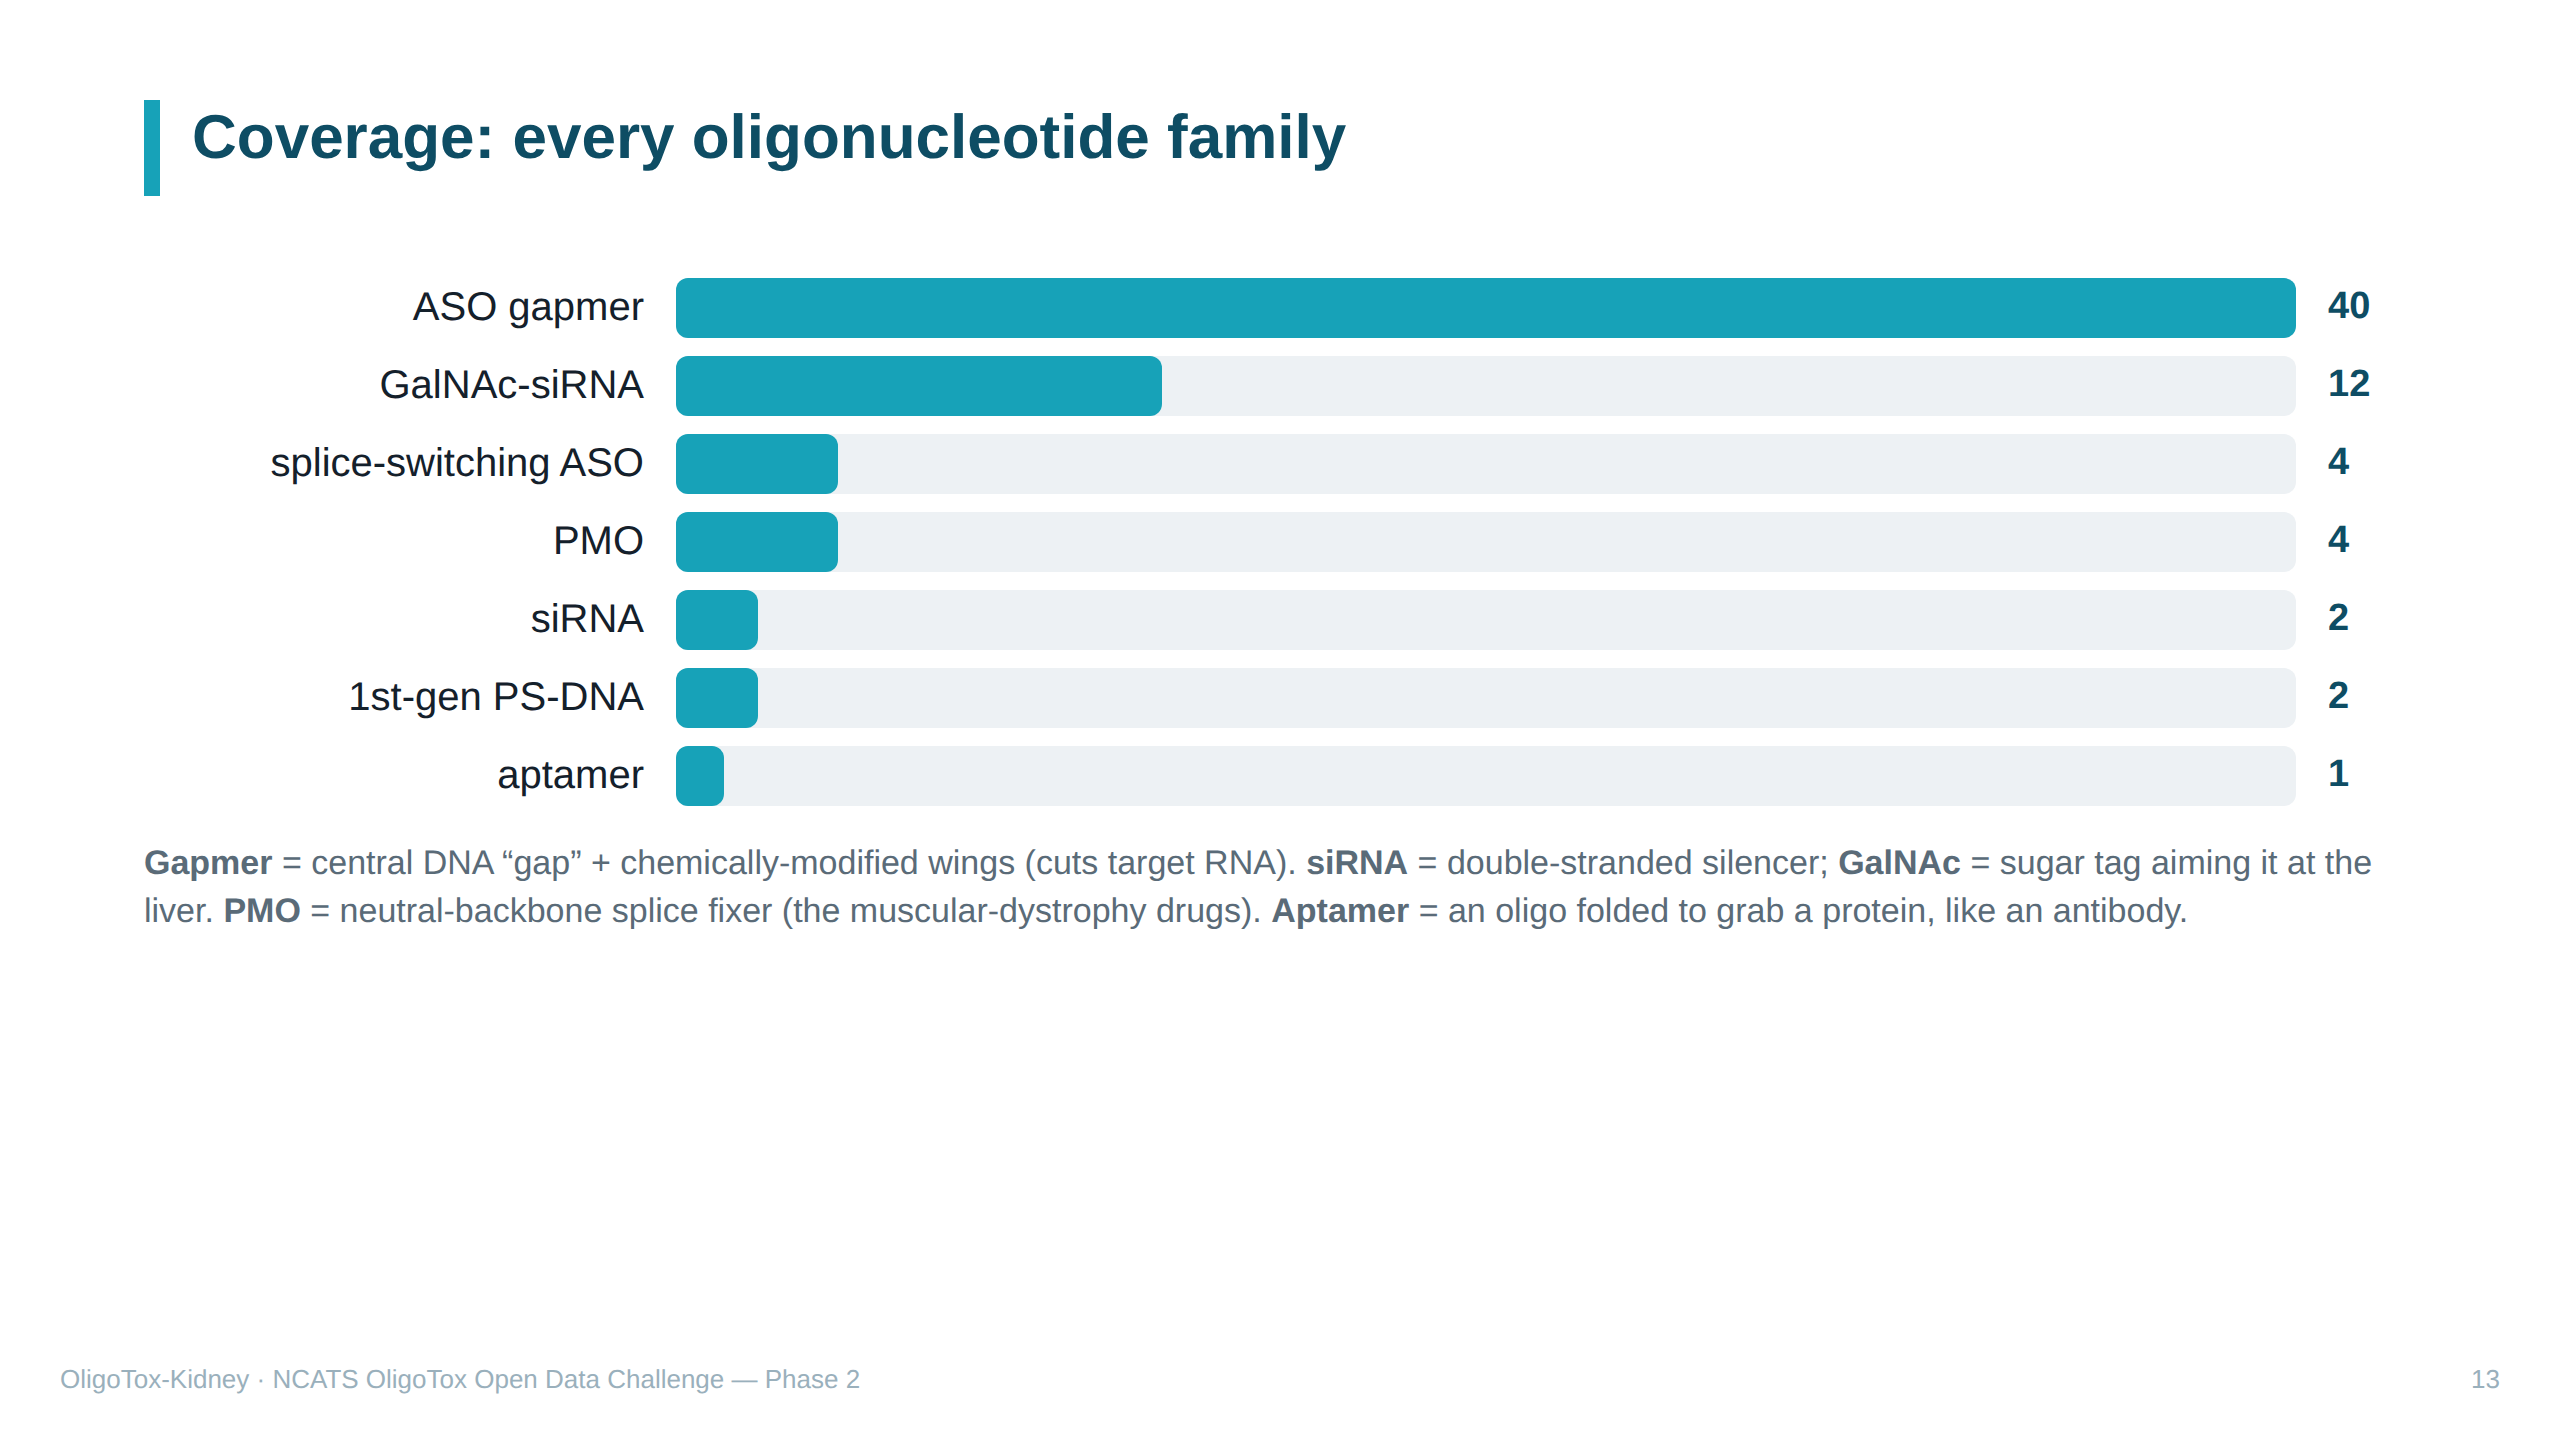 Coverage: every oligonucleotide family
ASO gapmer 40
GalNAc-siRNA 12
splice-switching ASO 4
PMO 4
siRNA 2
1st-gen PS-DNA 2
aptamer 1
Gapmer = central DNA “gap” + chemically-modified wings (cuts target RNA). siRNA = double-stranded silencer; GalNAc = sugar tag aiming it at the
liver. PMO = neutral-backbone splice fixer (the muscular-dystrophy drugs). Aptamer = an oligo folded to grab a protein, like an antibody.
OligoTox-Kidney · NCATS OligoTox Open Data Challenge — Phase 2 13